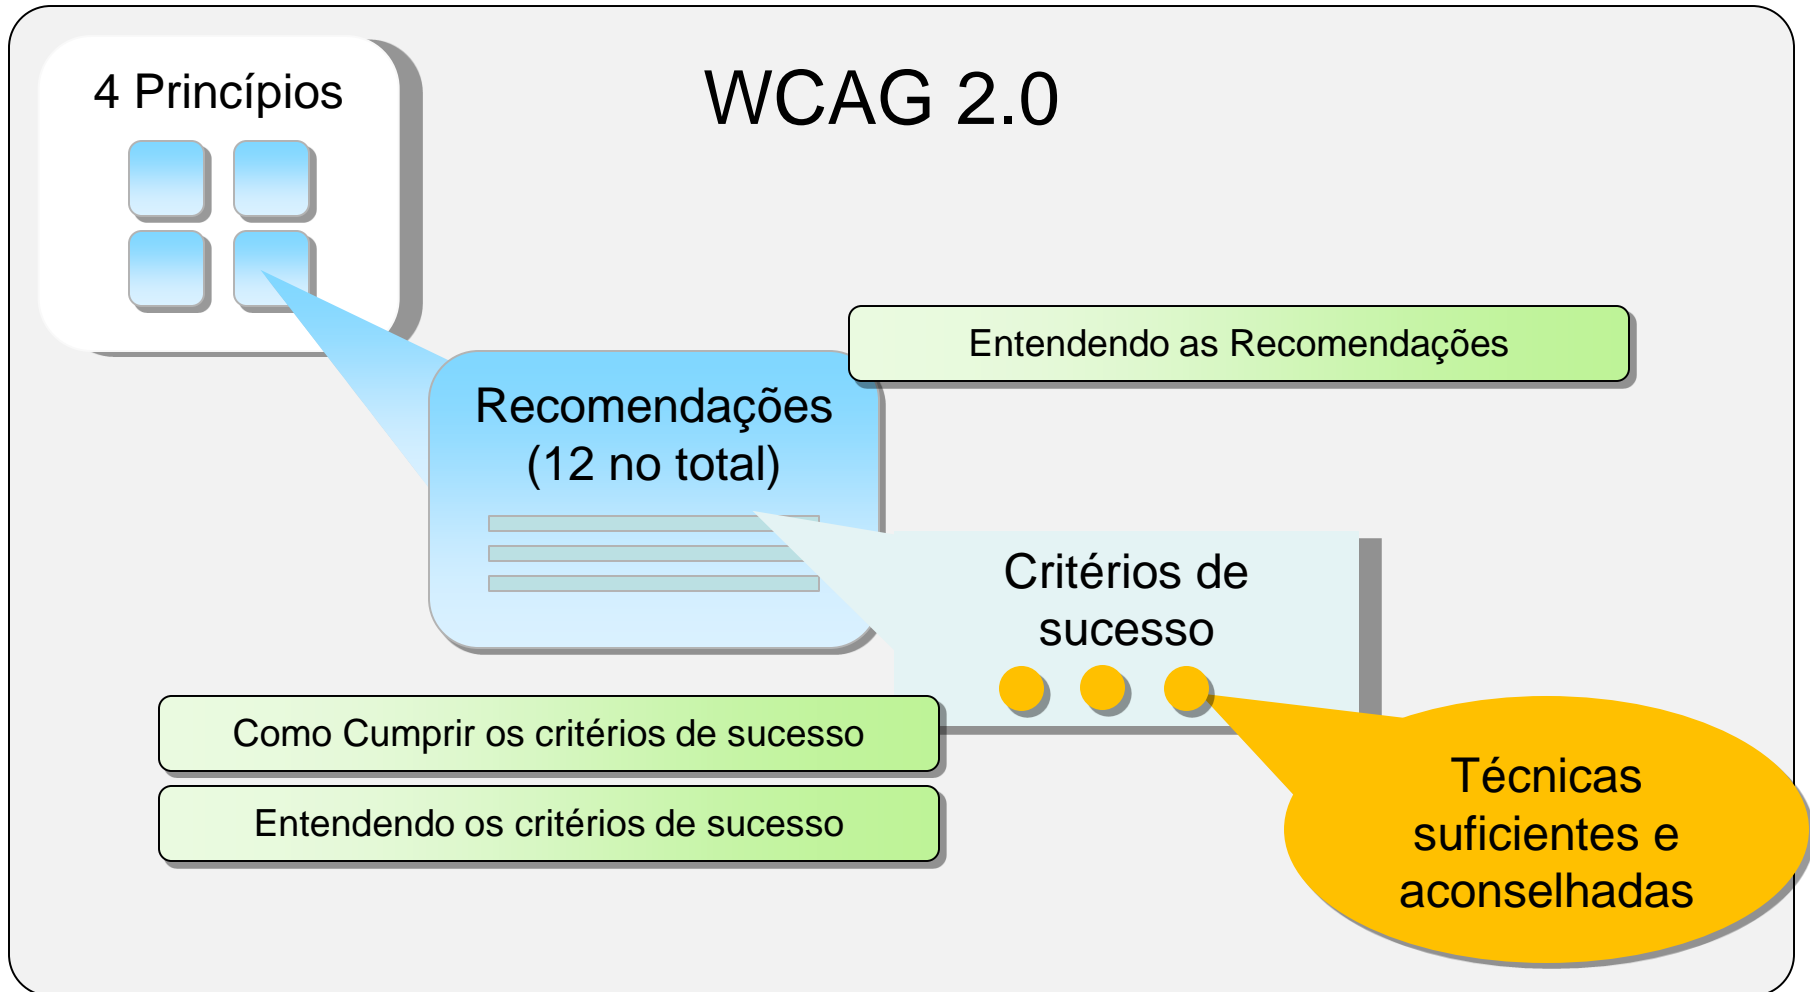 4 Princípios
WCAG 2.0
Entendendo as Recomendações
Recomendações
(12 no total)
Critérios de
sucesso
Como Cumprir os critérios de sucesso
Entendendo os critérios de sucesso
Técnicas
suficientes e
aconselhadas